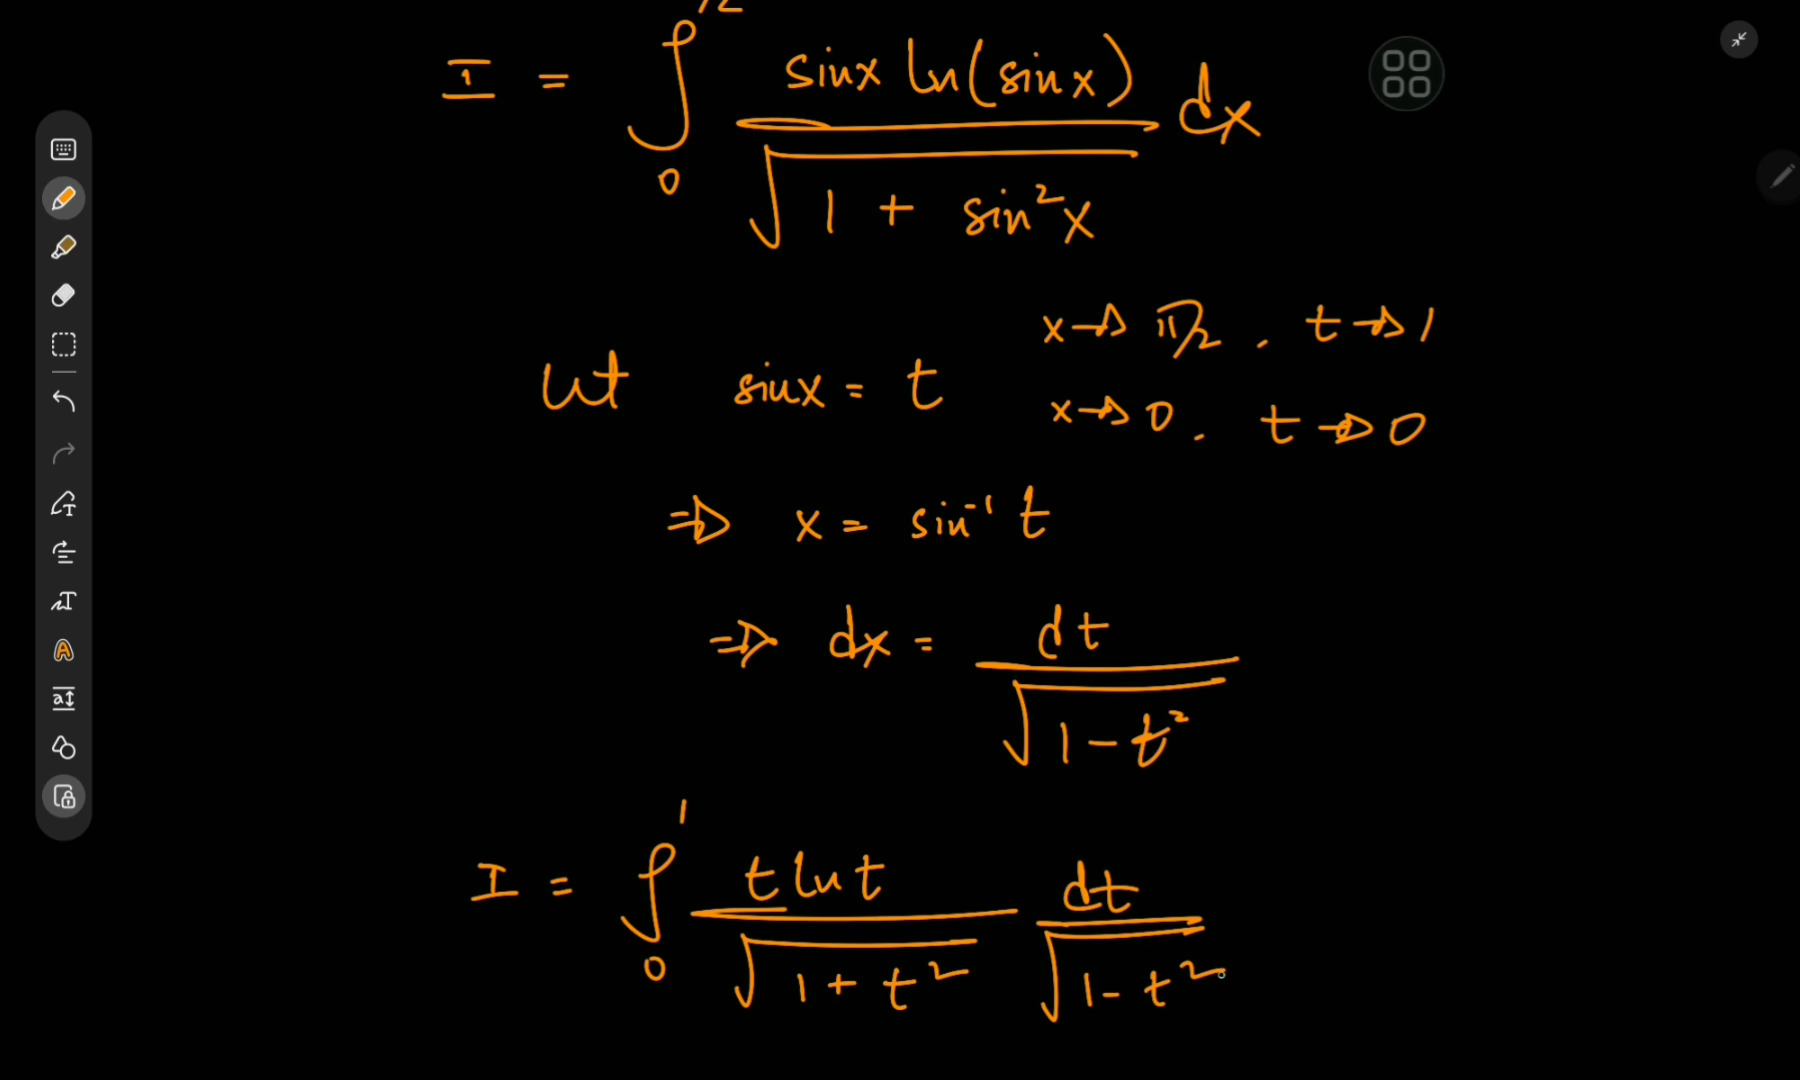 I = ∫₀^{π/2} sinx ln(sinx) / √(1 + sin²x) dx
Let sinx = t x→π/2, t→1
x→0, t→0
⇒ x = sin⁻¹ t
⇒ dx = dt / √(1-t²)
I = ∫₀¹ t ln t / √(1+t²) dt / √(1-t²)